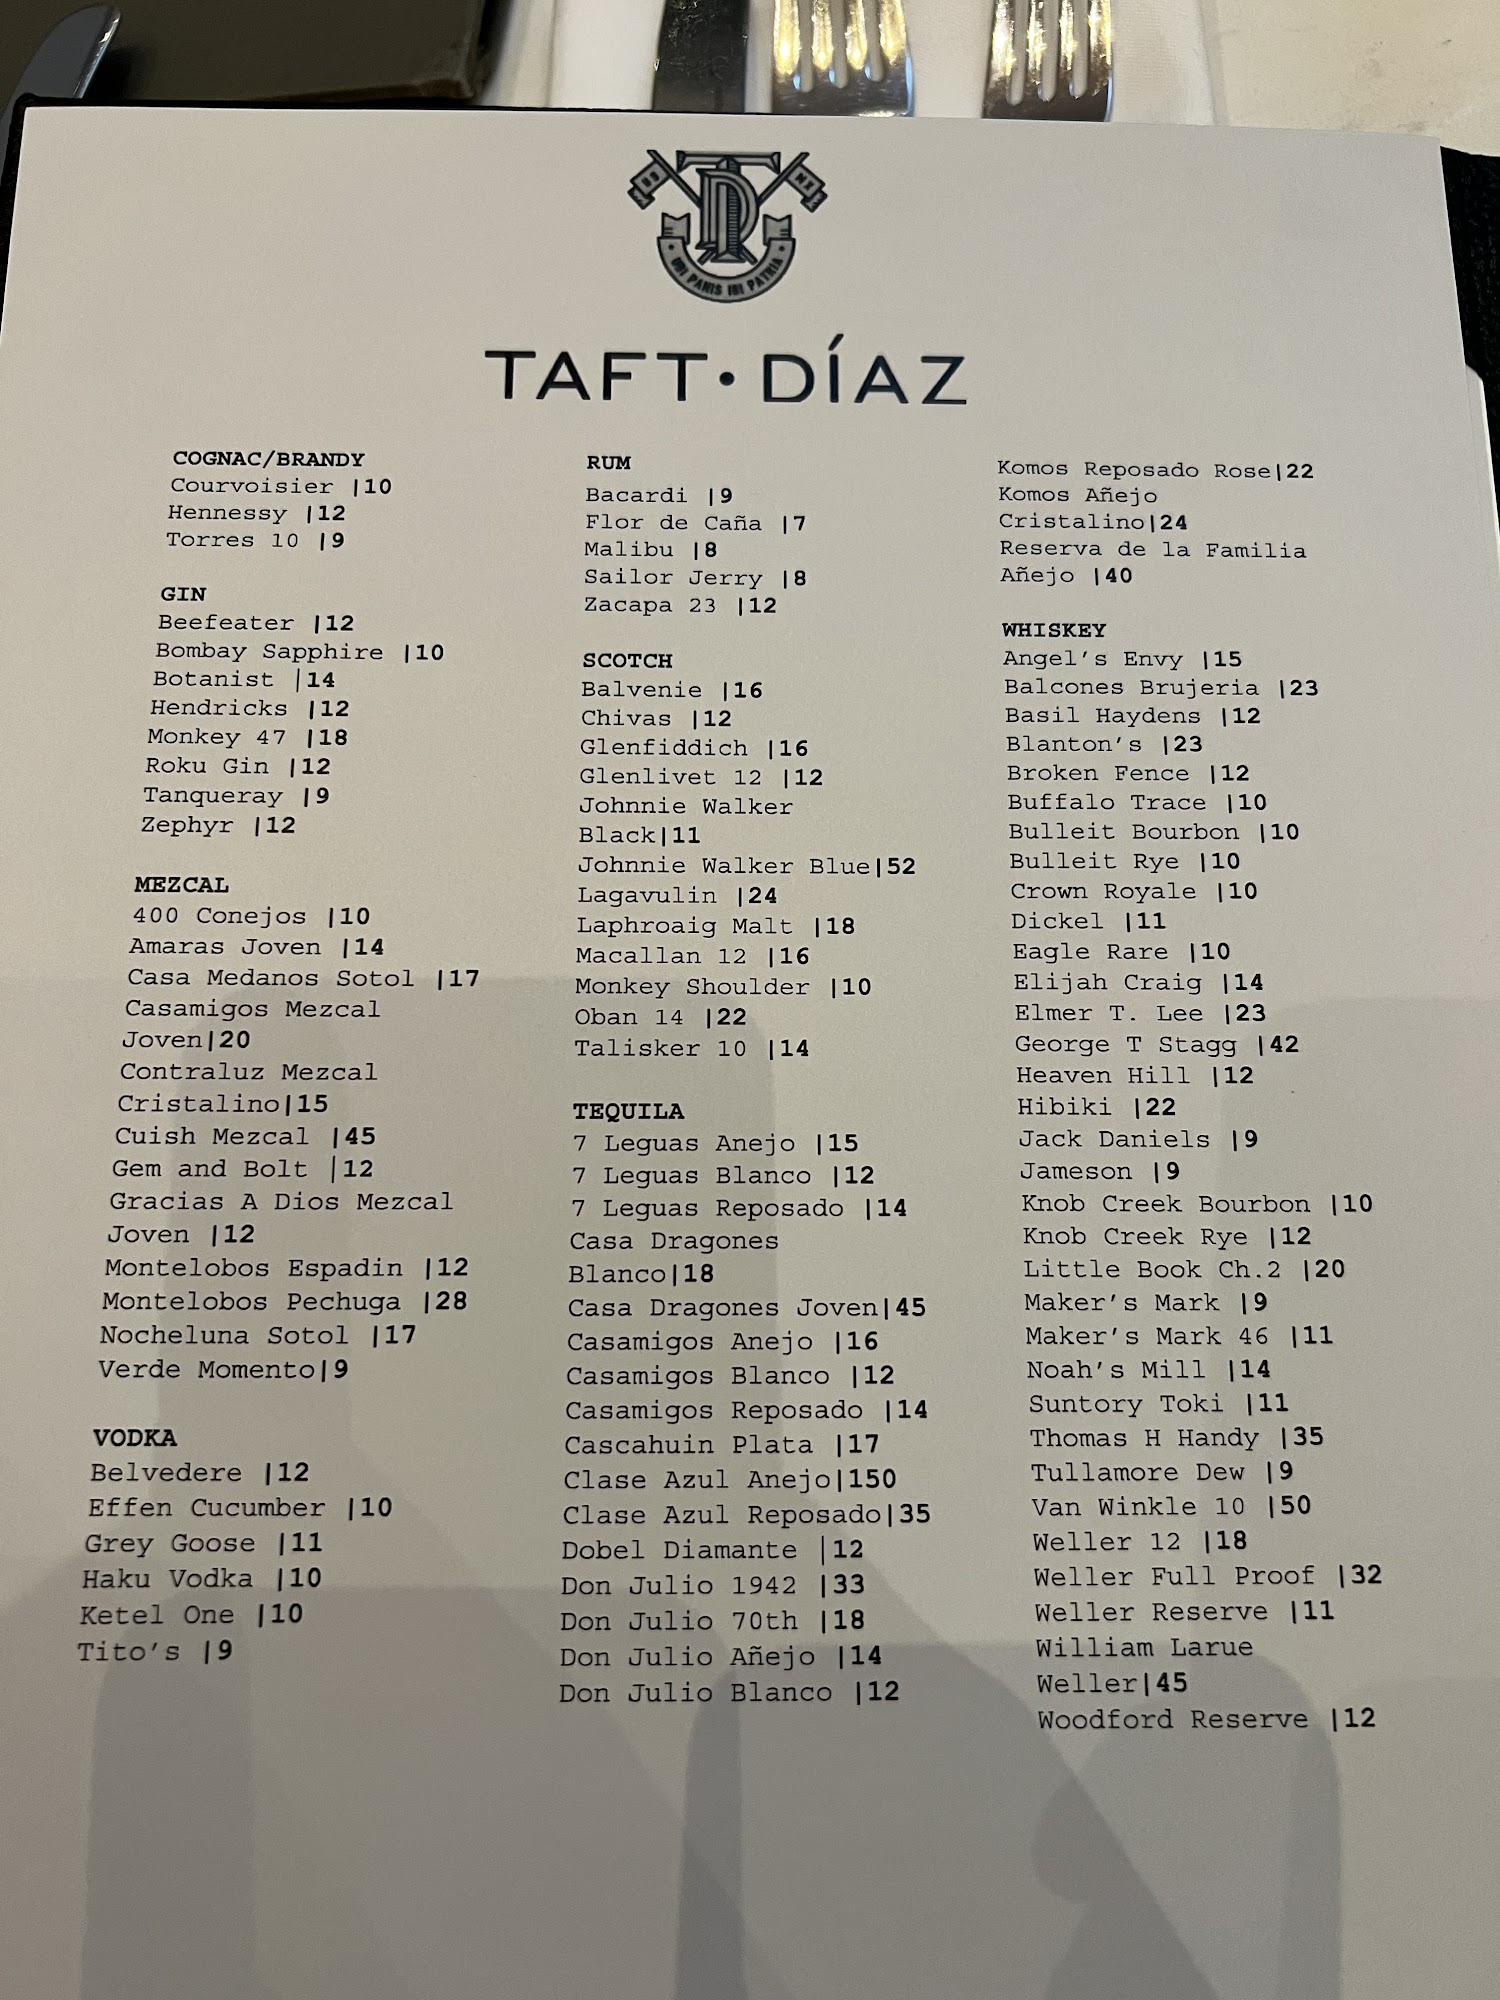 US
MX
TD
UBI PANIS IBI PATRIA
TAFT·DÍAZ
COGNAC/BRANDY
Courvoisier |10
Hennessy |12
Torres 10 |9
GIN
Beefeater |12
Bombay Sapphire |10
Botanist |14
Hendricks |12
Monkey 47 |18
Roku Gin |12
Tanqueray |9
Zephyr |12
MEZCAL
400 Conejos |10
Amaras Joven |14
Casa Medanos Sotol |17
Casamigos Mezcal
Joven|20
Contraluz Mezcal
Cristalino|15
Cuish Mezcal |45
Gem and Bolt |12
Gracias A Dios Mezcal
Joven |12
Montelobos Espadin |12
Montelobos Pechuga |28
Nocheluna Sotol |17
Verde Momento|9
VODKA
Belvedere |12
Effen Cucumber |10
Grey Goose |11
Haku Vodka |10
Ketel One |10
Tito's |9
RUM
Bacardi |9
Flor de Caña |7
Malibu |8
Sailor Jerry |8
Zacapa 23 |12
SCOTCH
Balvenie |16
Chivas |12
Glenfiddich |16
Glenlivet 12 |12
Johnnie Walker
Black|11
Johnnie Walker Blue|52
Lagavulin |24
Laphroaig Malt |18
Macallan 12 |16
Monkey Shoulder |10
Oban 14 |22
Talisker 10 |14
TEQUILA
7 Leguas Anejo |15
7 Leguas Blanco |12
7 Leguas Reposado |14
Casa Dragones
Blanco|18
Casa Dragones Joven|45
Casamigos Anejo |16
Casamigos Blanco |12
Casamigos Reposado |14
Cascahuin Plata |17
Clase Azul Anejo|150
Clase Azul Reposado|35
Dobel Diamante |12
Don Julio 1942 |33
Don Julio 70th |18
Don Julio Añejo |14
Don Julio Blanco |12
Komos Reposado Rose|22
Komos Añejo
Cristalino|24
Reserva de la Familia
Añejo |40
WHISKEY
Angel's Envy |15
Balcones Brujeria |23
Basil Haydens |12
Blanton's |23
Broken Fence |12
Buffalo Trace |10
Bulleit Bourbon |10
Bulleit Rye |10
Crown Royale |10
Dickel |11
Eagle Rare |10
Elijah Craig |14
Elmer T. Lee |23
George T Stagg |42
Heaven Hill |12
Hibiki |22
Jack Daniels |9
Jameson |9
Knob Creek Bourbon |10
Knob Creek Rye |12
Little Book Ch.2 |20
Maker's Mark |9
Maker's Mark 46 |11
Noah's Mill |14
Suntory Toki |11
Thomas H Handy |35
Tullamore Dew |9
Van Winkle 10 |50
Weller 12 |18
Weller Full Proof |32
Weller Reserve |11
William Larue
Weller|45
Woodford Reserve |12